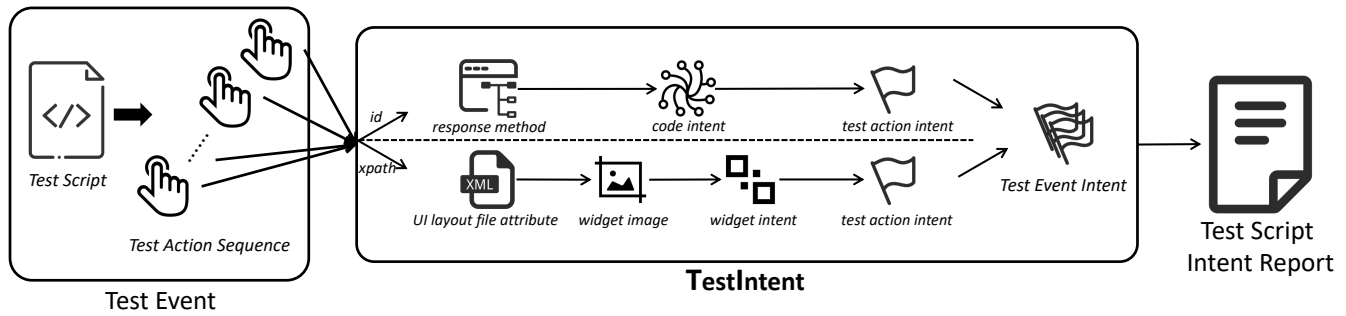 </>
Test Script
Test Action Sequence
Test Event
id
xpath
response method
code intent
test action intent
XML
UI layout file attribute
widget image
widget intent
test action intent
Test Event Intent
TestIntent
Test Script
Intent Report